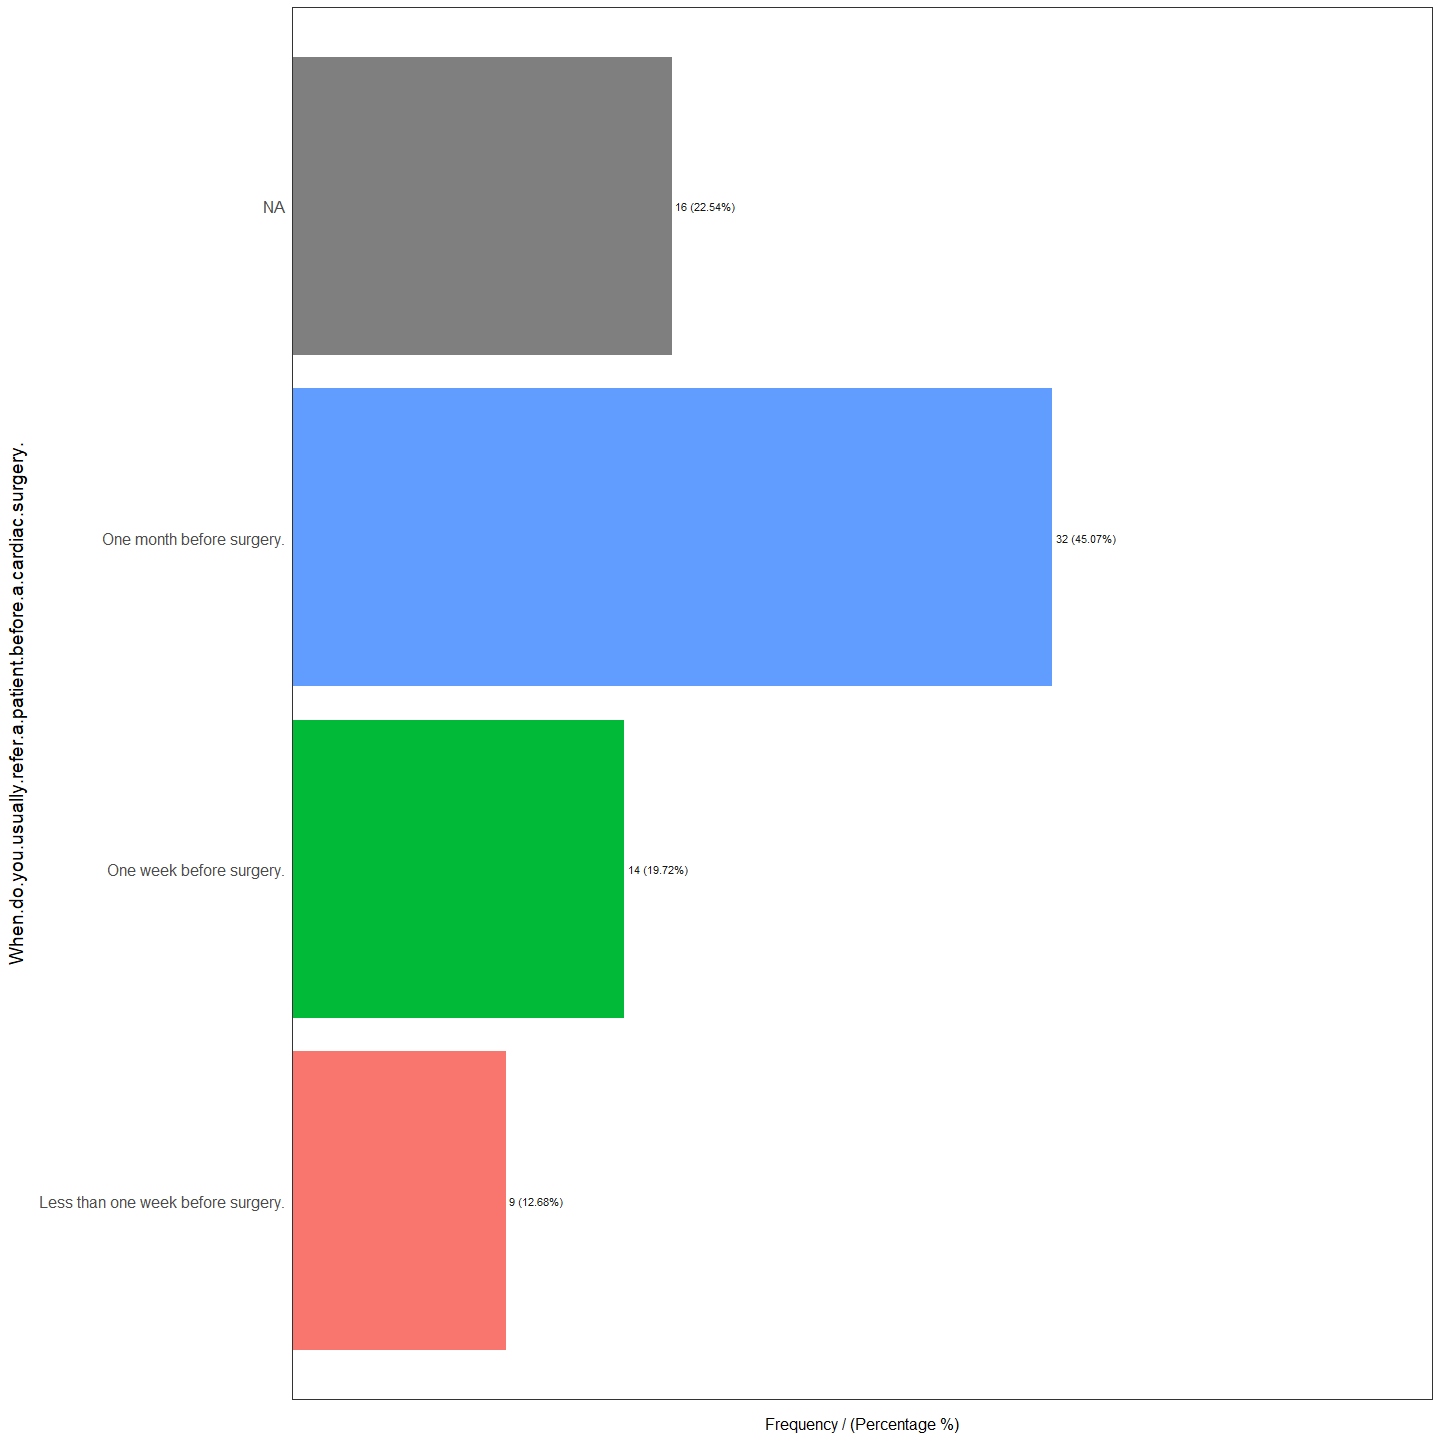 When.do.you.usually.refer.a.patient.before.a.cardiac.surgery.
NA
16 (22.54%)
One month before surgery.
32 (45.07%)
One week before surgery.
14 (19.72%)
Less than one week before surgery.
9 (12.68%)
Frequency / (Percentage %)